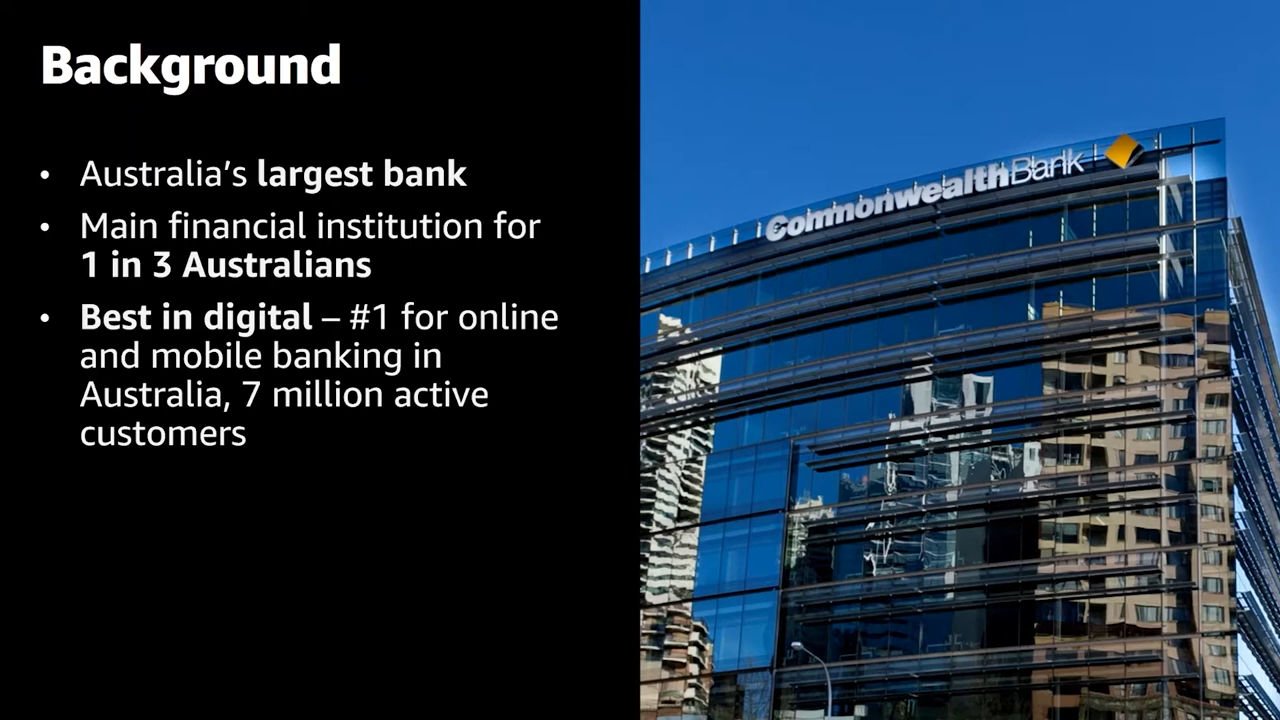 Background
• Australia’s largest bank
• Main financial institution for
1 in 3 Australians
• Best in digital – #1 for online
and mobile banking in
Australia, 7 million active
customers
CommonwealthBank